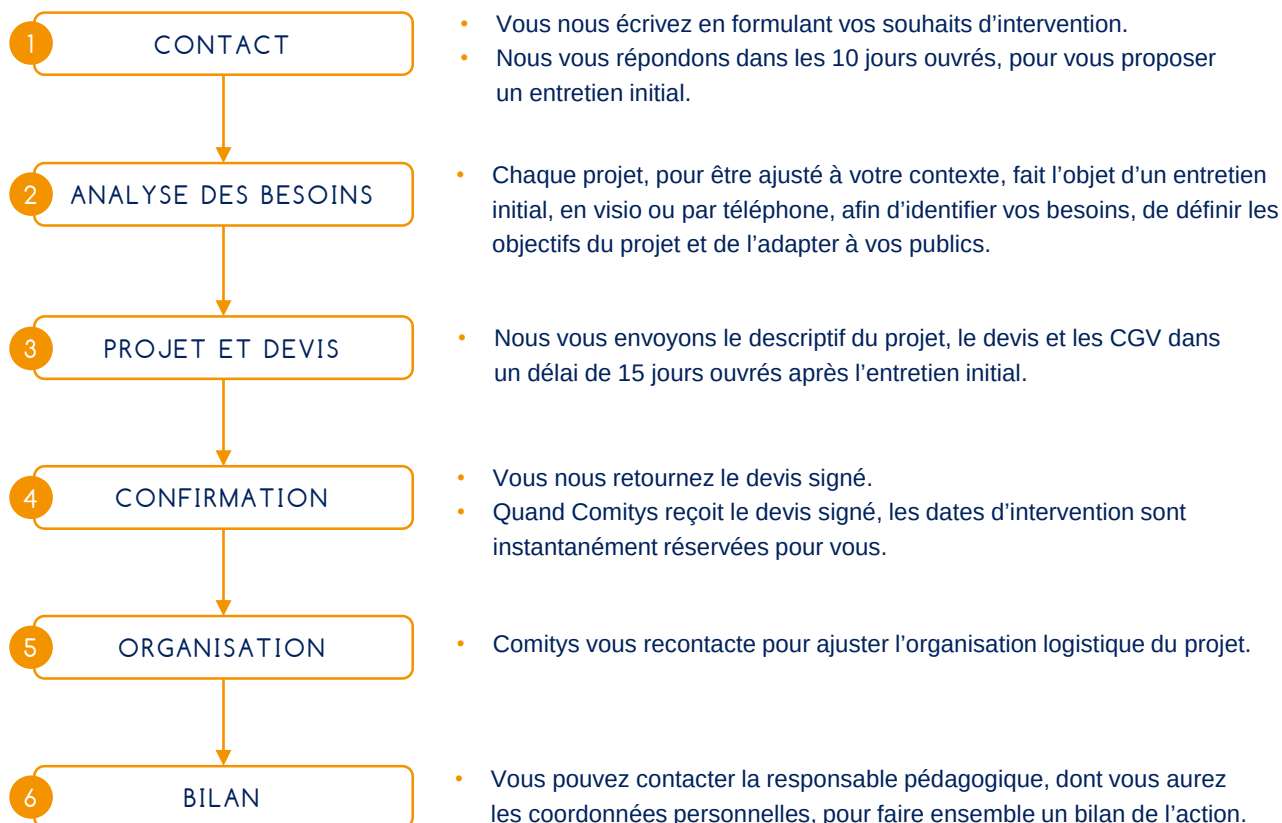 1 CONTACT
• Vous nous écrivez en formulant vos souhaits d’intervention.
• Nous vous répondons dans les 10 jours ouvrés, pour vous proposer
un entretien initial.
2 ANALYSE DES BESOINS
• Chaque projet, pour être ajusté à votre contexte, fait l’objet d’un entretien
initial, en visio ou par téléphone, afin d’identifier vos besoins, de définir les
objectifs du projet et de l’adapter à vos publics.
3 PROJET ET DEVIS
• Nous vous envoyons le descriptif du projet, le devis et les CGV dans
un délai de 15 jours ouvrés après l’entretien initial.
4 CONFIRMATION
• Vous nous retournez le devis signé.
• Quand Comitys reçoit le devis signé, les dates d’intervention sont
instantanément réservées pour vous.
5 ORGANISATION
• Comitys vous recontacte pour ajuster l’organisation logistique du projet.
6 BILAN
• Vous pouvez contacter la responsable pédagogique, dont vous aurez
les coordonnées personnelles, pour faire ensemble un bilan de l’action.